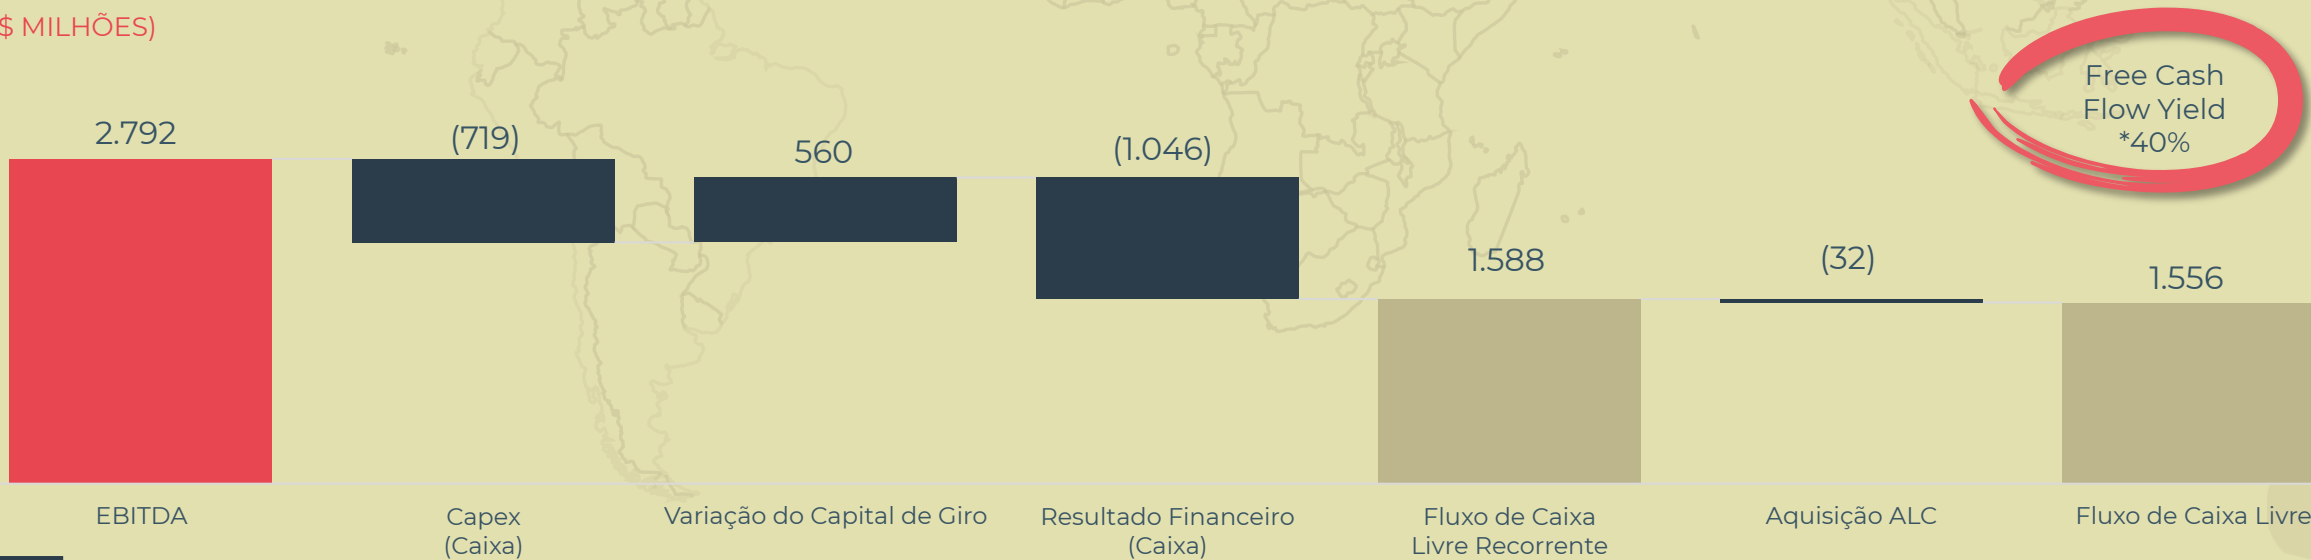 $ MILHÕES)
Free Cash
Flow Yield
*40%
2.792
(719)
560
(1.046)
1.588
(32)
1.556
EBITDA
Capex
(Caixa)
Variação do Capital de Giro
Resultado Financeiro
(Caixa)
Fluxo de Caixa
Livre Recorrente
Aquisição ALC
Fluxo de Caixa Livre